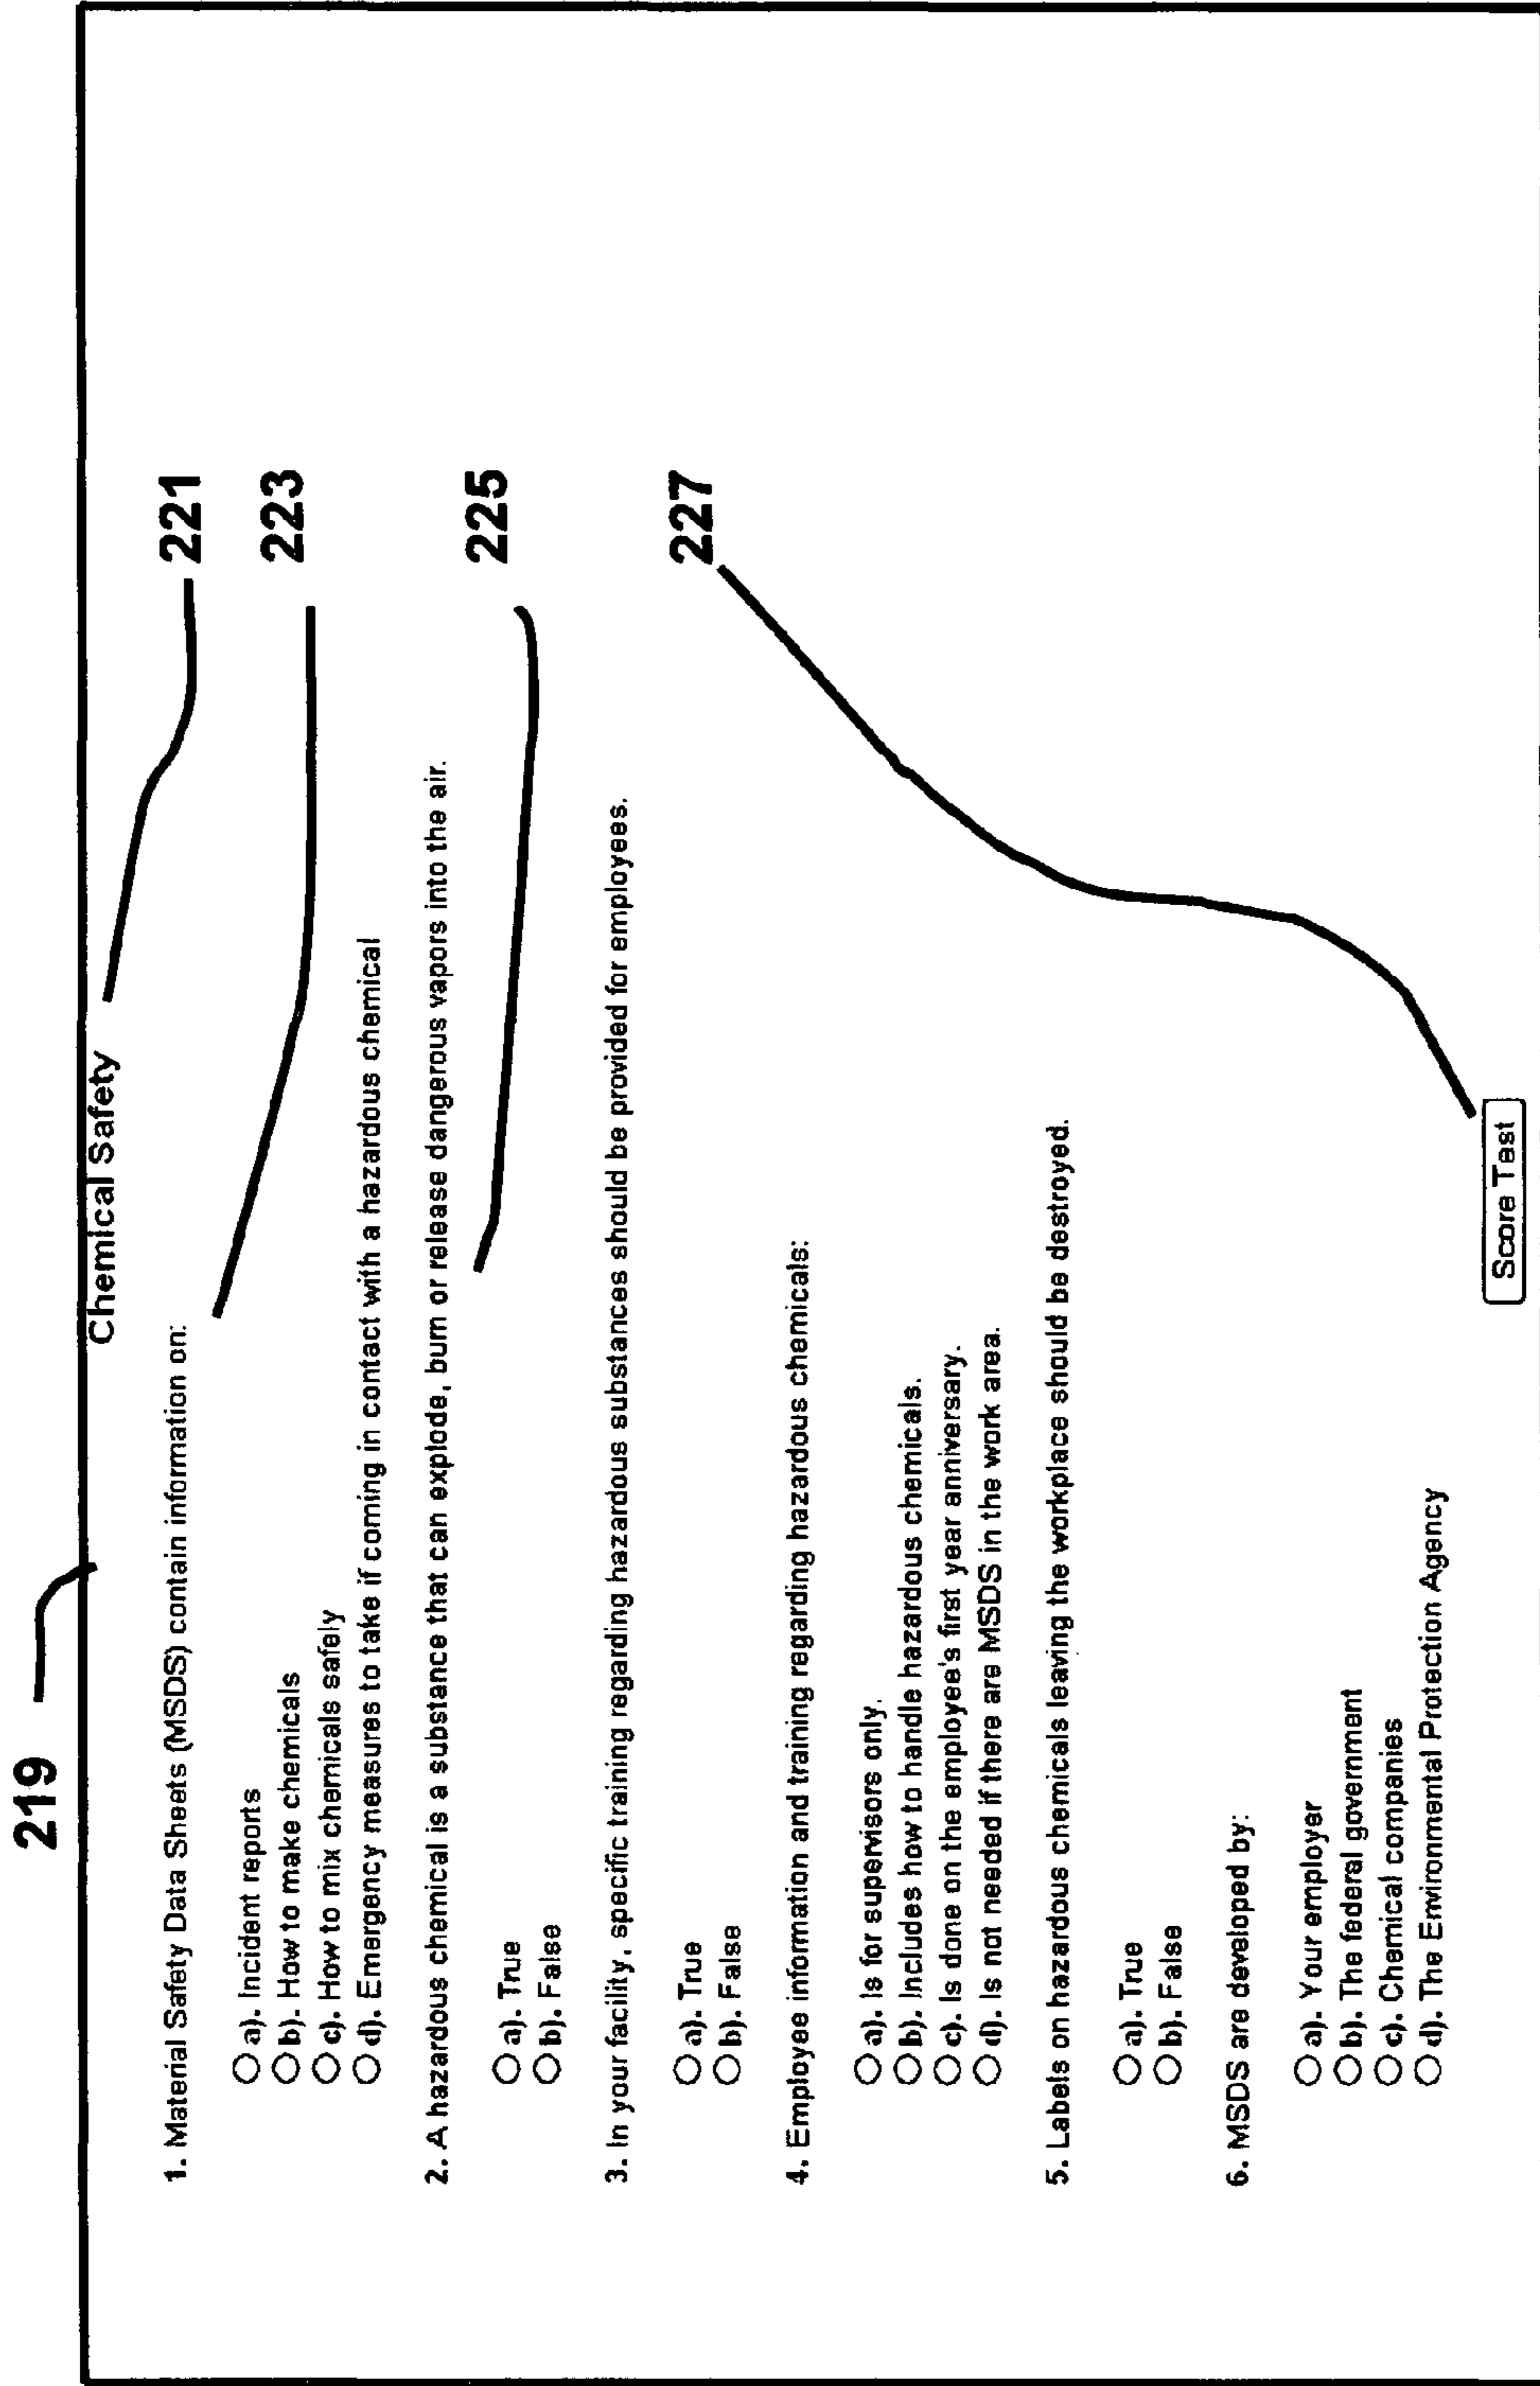 219
Chemical Safety
1. Material Safety Data Sheets (MSDS) contain information on:
221
a). Incident reports
b). How to make chemicals
223
c). How to mix chemicals safely
d). Emergency measures to take if coming in contact with a hazardous chemical
2. A hazardous chemical is a substance that can explode, burn or release dangerous vapors into the air.
225
a). True
b). False
3. In your facility, specific training regarding hazardous substances should be provided for employees.
227
a). True
b). False
4. Employee information and training regarding hazardous chemicals:
a). Is for supervisors only.
b). Includes how to handle hazardous chemicals.
c). Is done on the employee's first year anniversary.
d). Is not needed if there are MSDS in the work area.
5. Labels on hazardous chemicals leaving the workplace should be destroyed.
a). True
b). False
6. MSDS are developed by:
a). Your employer
b). The federal government
c). Chemical companies
d). The Environmental Protection Agency
Score Test